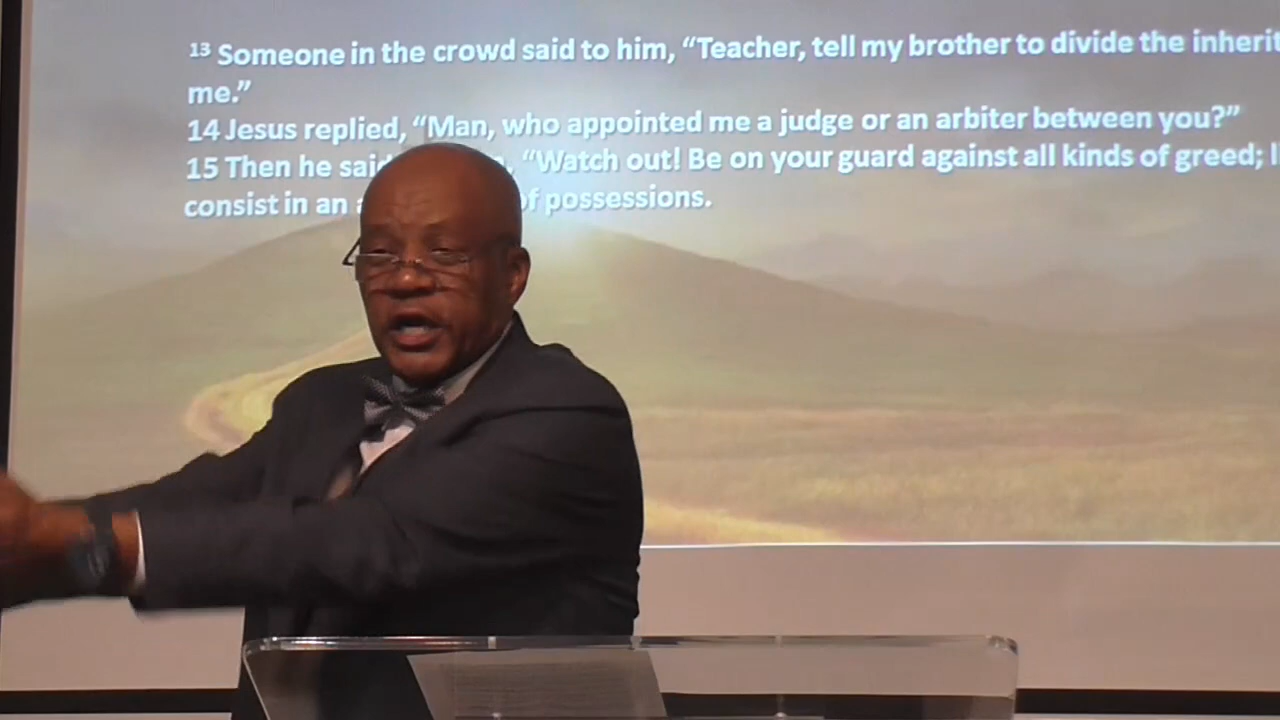 13 Someone in the crowd said to him, “Teacher, tell my brother to divide the
me.”
14 Jesus replied, “Man, who appointed me a judge or an arbiter between you?”
15 Then he said “Watch out! Be on your guard against all kinds of greed;
consist in an of possessions.